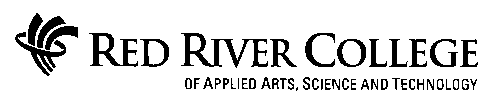 RED RIVER COLLEGE
OF APPLIED ARTS, SCIENCE AND TECHNOLOGY